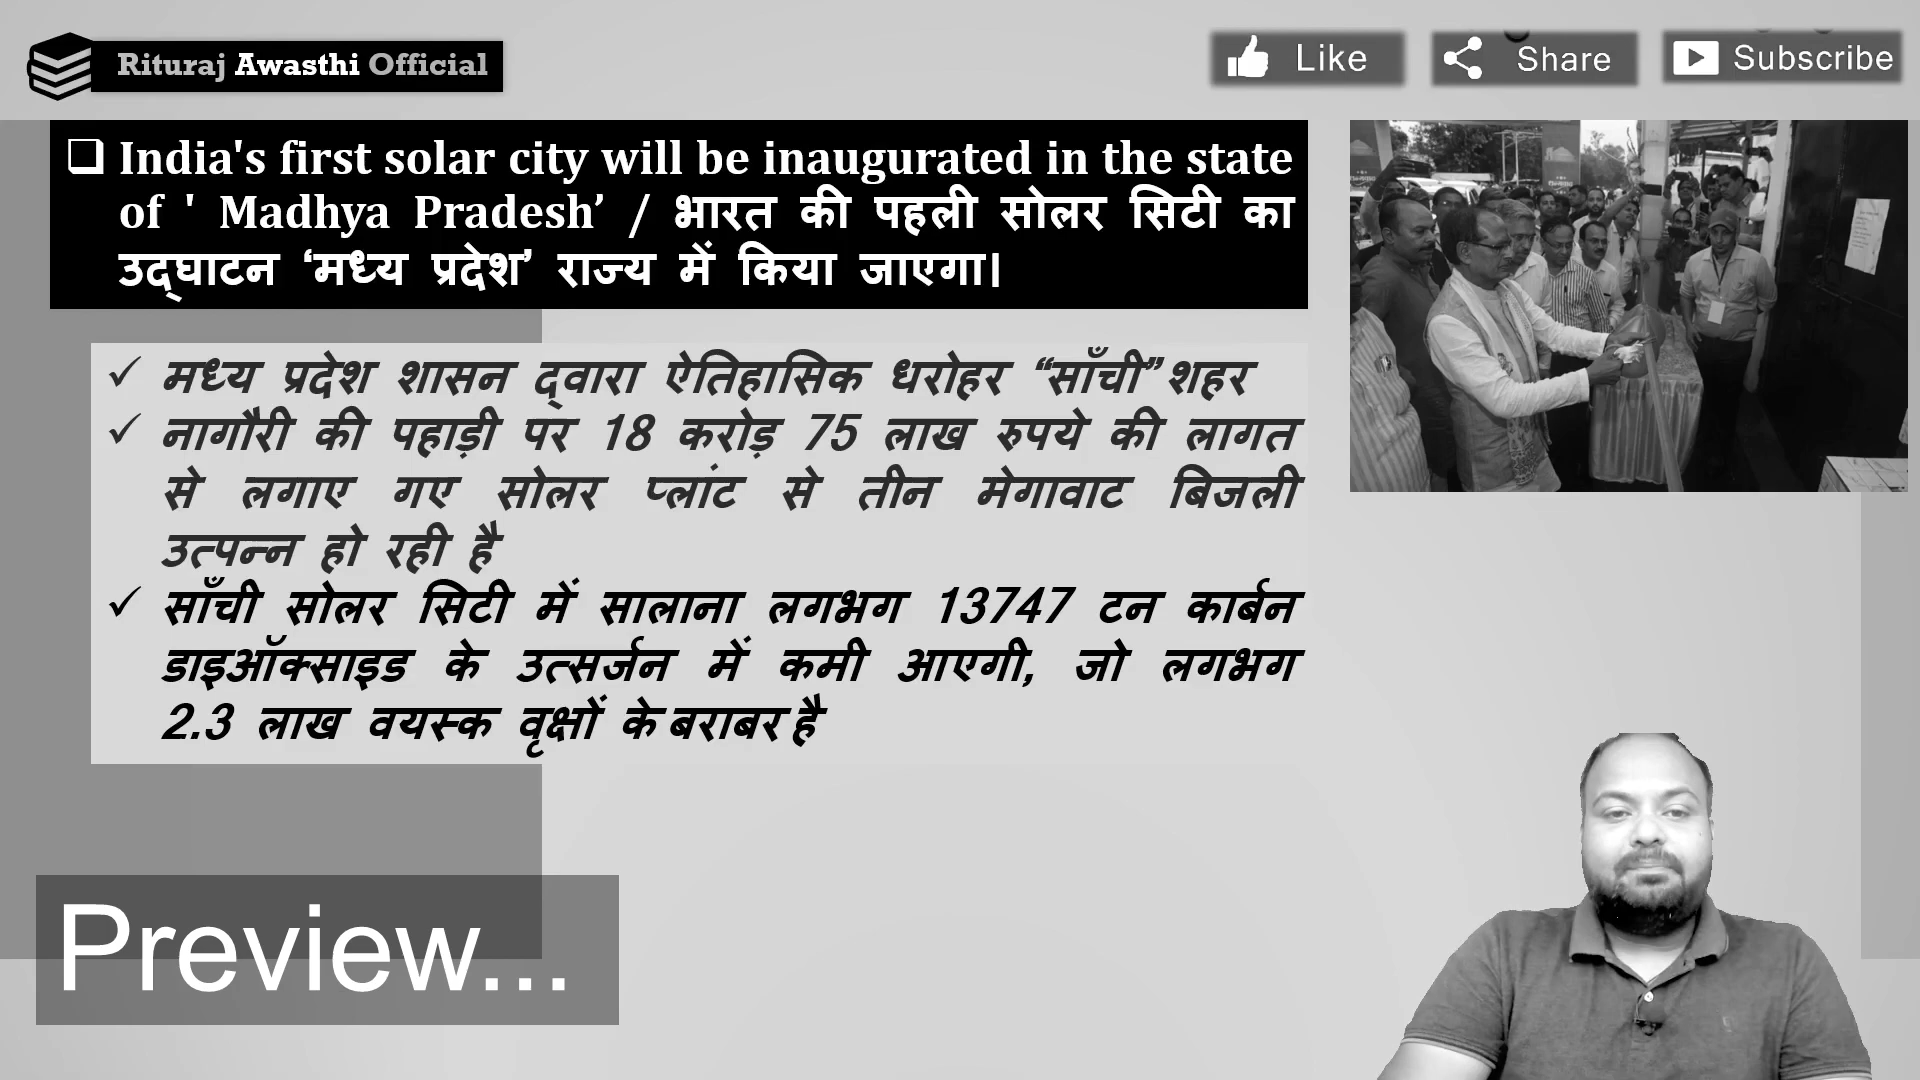 Rituraj Awasthi Official
Like
Share
Subscribe
India's first solar city will be inaugurated in the state
of ' Madhya Pradesh’ / भारत की पहली सोलर सिटी का
उद्घाटन ‘मध्य प्रदेश’ राज्य में किया जाएगा।
मध्य प्रदेश शासन द्वारा ऐतिहासिक धरोहर “साँची” शहर
नागौरी की पहाड़ी पर 18 करोड़ 75 लाख रुपये की लागत
से लगाए गए सोलर प्लांट से तीन मेगावाट बिजली
उत्पन्न हो रही है
साँची सोलर सिटी में सालाना लगभग 13747 टन कार्बन
डाइऑक्साइड के उत्सर्जन में कमी आएगी, जो लगभग
2.3 लाख वयस्क वृक्षों के बराबर है
Preview...